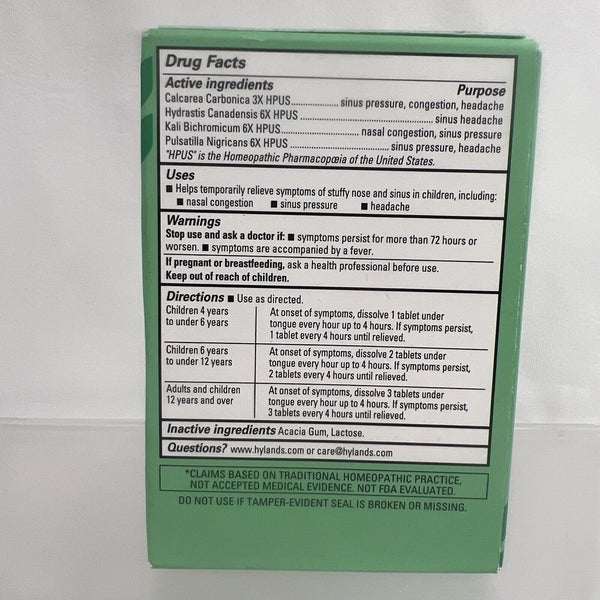 Drug Facts
Active ingredients Purpose
Calcarea Carbonica 3X HPUS.................. sinus pressure, congestion, headache
Hydrastis Canadensis 6X HPUS .................................................. sinus headache
Kali Bichromicum 6X HPUS............................ nasal congestion, sinus pressure
Pulsatilla Nigricans 6X HPUS .................................... sinus pressure, headache
"HPUS" is the Homeopathic Pharmacopœia of the United States.
Uses
■ Helps temporarily relieve symptoms of stuffy nose and sinus in children, including:
■ nasal congestion ■ sinus pressure ■ headache
Warnings
Stop use and ask a doctor if: ■ symptoms persist for more than 72 hours or
worsen. ■ symptoms are accompanied by a fever.
If pregnant or breastfeeding, ask a health professional before use.
Keep out of reach of children.
Directions ■ Use as directed.
Children 4 years
to under 6 years
At onset of symptoms, dissolve 1 tablet under
tongue every hour up to 4 hours. If symptoms persist,
1 tablet every 4 hours until relieved.
Children 6 years
to under 12 years
At onset of symptoms, dissolve 2 tablets under
tongue every hour up to 4 hours. If symptoms persist,
2 tablets every 4 hours until relieved.
Adults and children
12 years and over
At onset of symptoms, dissolve 3 tablets under
tongue every hour up to 4 hours. If symptoms persist,
3 tablets every 4 hours until relieved.
Inactive ingredients Acacia Gum, Lactose.
Questions? www.hylands.com or care@hylands.com
*CLAIMS BASED ON TRADITIONAL HOMEOPATHIC PRACTICE,
NOT ACCEPTED MEDICAL EVIDENCE. NOT FDA EVALUATED.
DO NOT USE IF TAMPER-EVIDENT SEAL IS BROKEN OR MISSING.